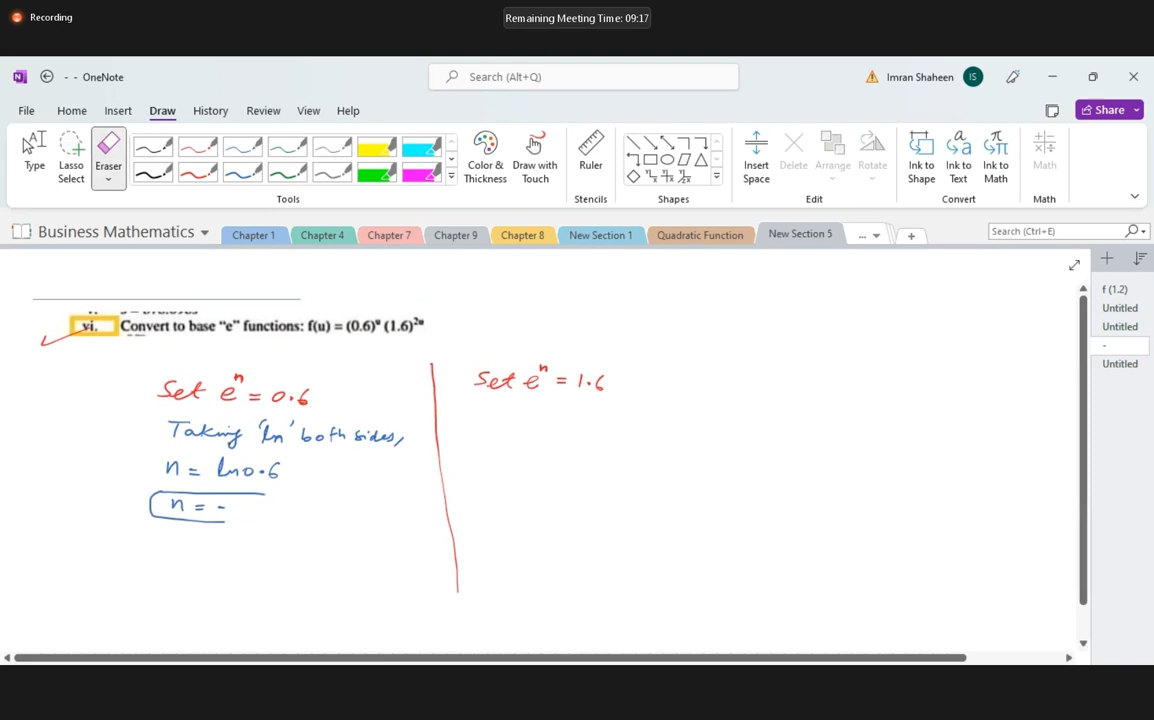 Recording
Remaining Meeting Time: 09:17
- - OneNote
Search (Alt+Q)
Imran Shaheen
IS
File Home Insert Draw History Review View Help
Share
Type
Lasso Select
Eraser
Color & Thickness
Draw with Touch
Ruler
Insert Space
Delete
Arrange
Rotate
Ink to Shape
Ink to Text
Ink to Math
Math
Tools
Stencils
Shapes
Edit
Convert
Math
Business Mathematics
Chapter 1
Chapter 4
Chapter 7
Chapter 9
Chapter 8
New Section 1
Quadratic Function
New Section 5
...
Search (Ctrl+E)
f (1.2)
Untitled
Untitled
-
Untitled
vi. Convert to base "e" functions: f(u) = (0.6)ᵘ (1.6)²ᵘ
Set eⁿ = 0.6
Taking 'ln' both sides,
n = ln 0.6
n = -
Set eⁿ = 1.6